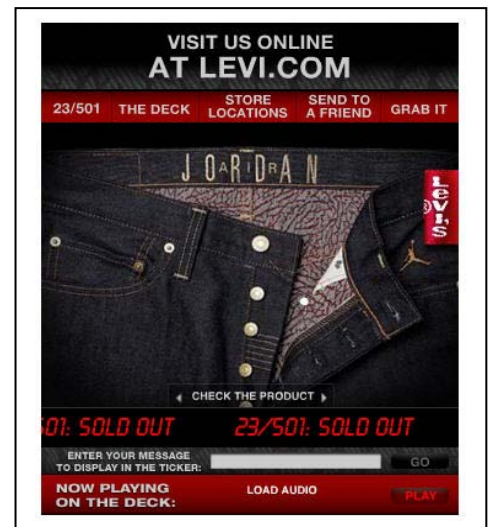 VISIT US ONLINE
AT LEVI.COM
23/501 THE DECK STORE LOCATIONS SEND TO A FRIEND GRAB IT
JOARIDRAN
Levi's®
CHECK THE PRODUCT
501: SOLD OUT 23/501: SOLD OUT
ENTER YOUR MESSAGE
TO DISPLAY IN THE TICKER: GO
NOW PLAYING
ON THE DECK: LOAD AUDIO PLAY